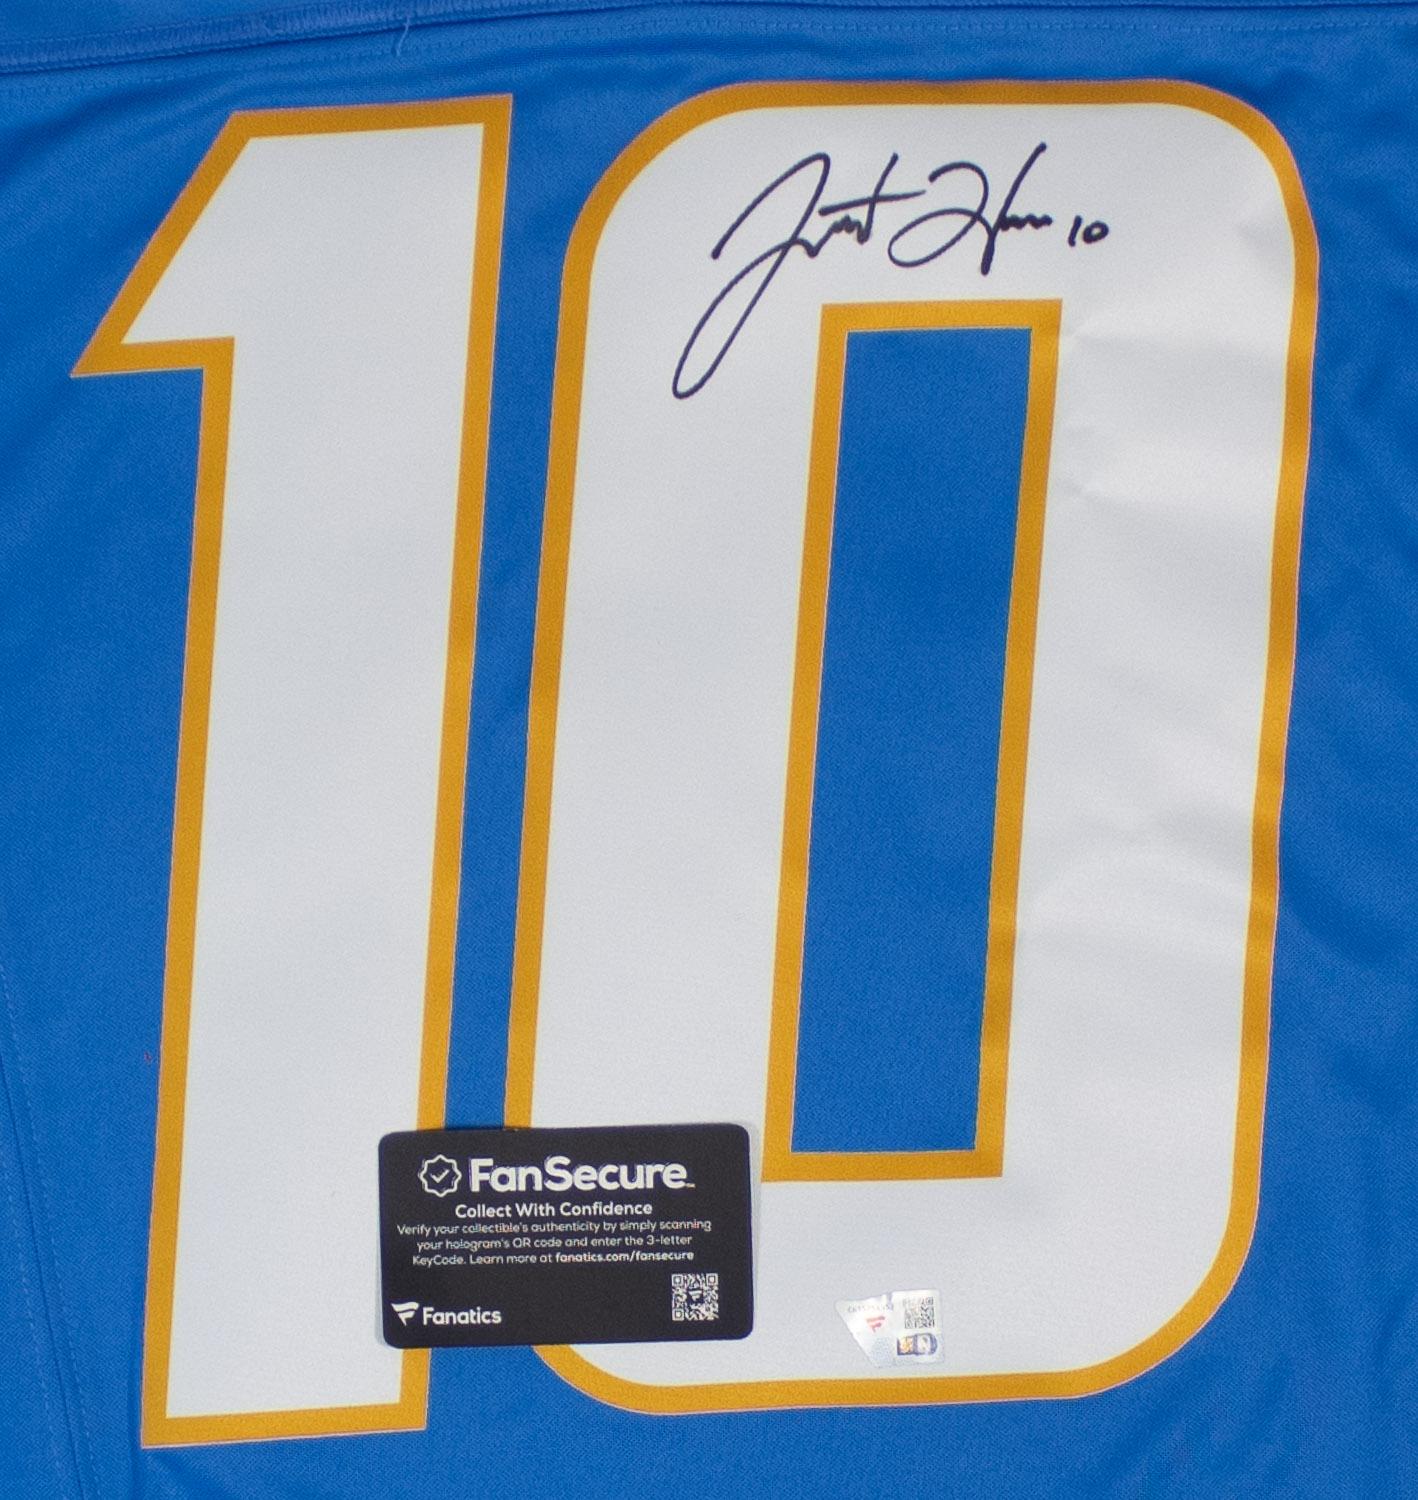 10
Justin H 10
FanSecure
Collect With Confidence
Verify your collectible's authenticity by simply scanning
your hologram's QR code and enter the 3-letter
KeyCode. Learn more at fanatics.com/fansecure
Fanatics